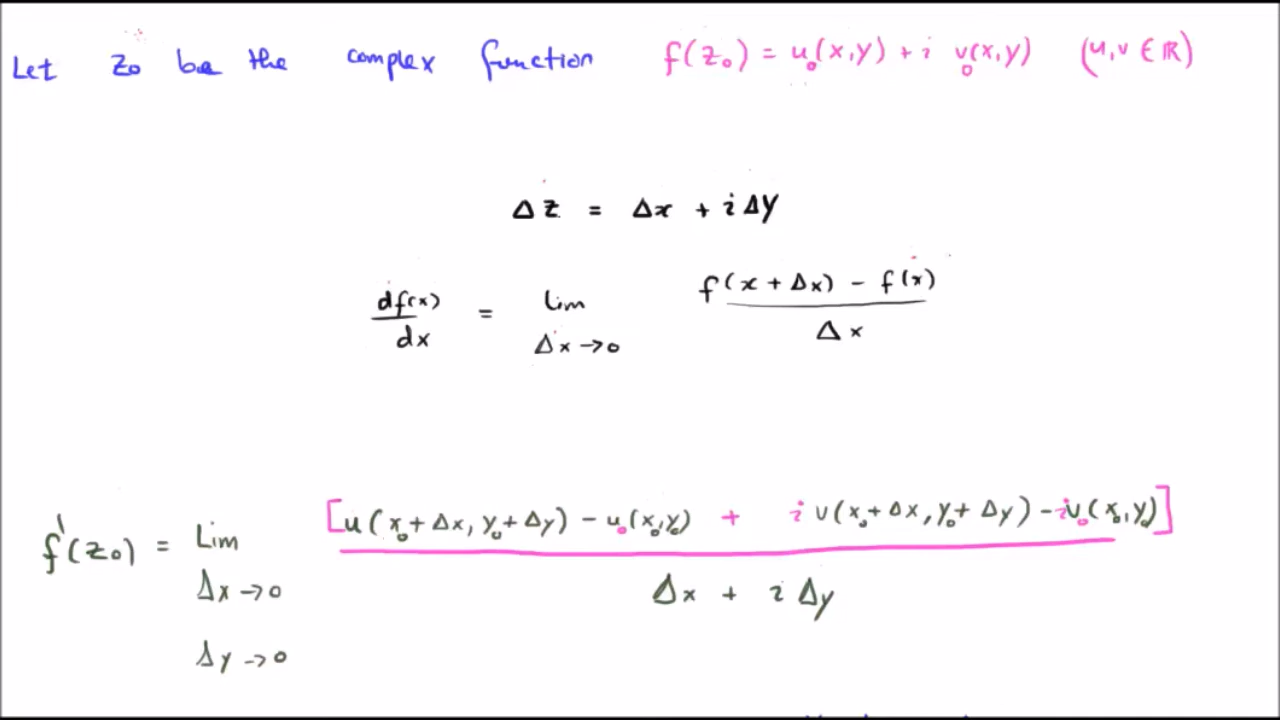 Let z₀ be the complex function f(z₀) = u₀(x,y) + i v₀(x,y) (u,v ∈ ℝ)
Δz = Δx + iΔy
df(x)/dx = lim Δx→0 f(x + Δx) − f(x) / Δx
f'(z₀) = Lim Δx→0 Δy→0 [u(x₀+Δx, y₀+Δy) − u₀(x₀,y₀) + i v(x₀+Δx, y₀+Δy) − iv₀(x₀,y₀)] / Δx + iΔy